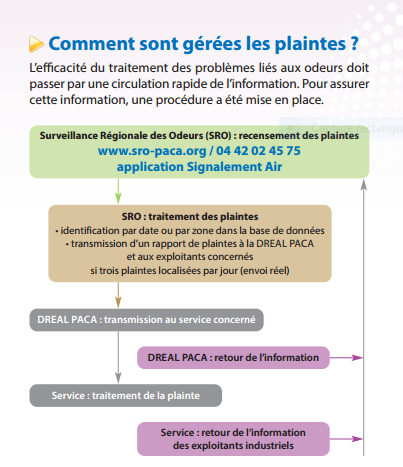 Comment sont gérées les plaintes ?
L'efficacité du traitement des problèmes liés aux odeurs doit
passer par une circulation rapide de l'information. Pour assurer
cette information, une procédure a été mise en place.
Surveillance Régionale des Odeurs (SRO) : recensement des plaintes
www.sro-paca.org / 04 42 02 45 75
application Signalement Air
SRO : traitement des plaintes
• identification par date ou par zone dans la base de données
• transmission d'un rapport de plaintes à la DREAL PACA
et aux exploitants concernés
si trois plaintes localisées par jour (envoi réel)
DREAL PACA : transmission au service concerné
DREAL PACA : retour de l'information
Service : traitement de la plainte
Service : retour de l'information
des exploitants industriels